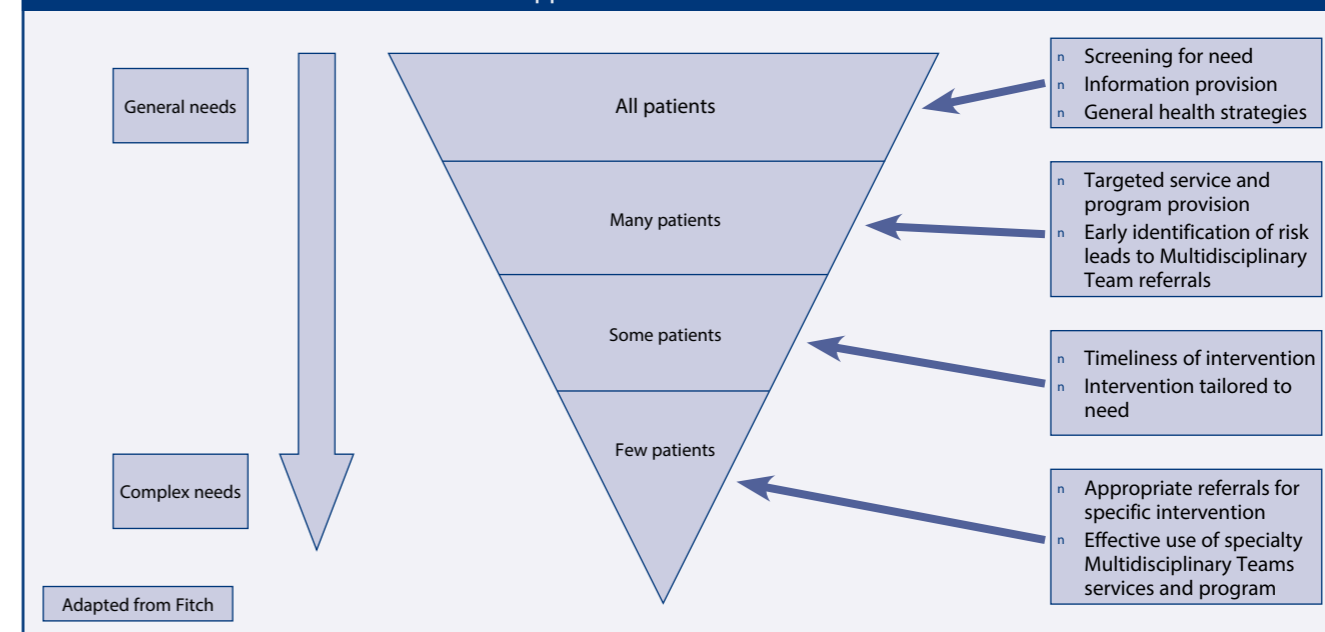 General needs
All patients
n Screening for need
n Information provision
n General health strategies
Many patients
n Targeted service and
program provision
n Early identification of risk
leads to Multidisciplinary
Team referrals
Some patients
n Timeliness of intervention
n Intervention tailored to
need
Few patients
Complex needs
n Appropriate referrals for
specific intervention
n Effective use of specialty
Multidisciplinary Teams
services and program
Adapted from Fitch